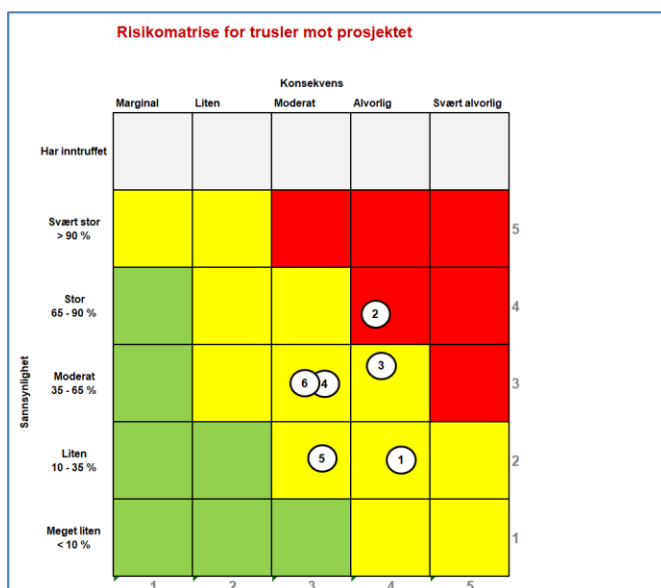 Risikomatrise for trusler mot prosjektet
Konsekvens
Marginal Liten Moderat Alvorlig Svært alvorlig
Har inntruffet
Svært stor
> 90 %
5
Stor
65 - 90 %
2
4
Sannsynlighet
Moderat
35 - 65 %
3
6 4
3
Liten
10 - 35 %
5 1
2
Meget liten
< 10 %
1
1 2 3 4 5